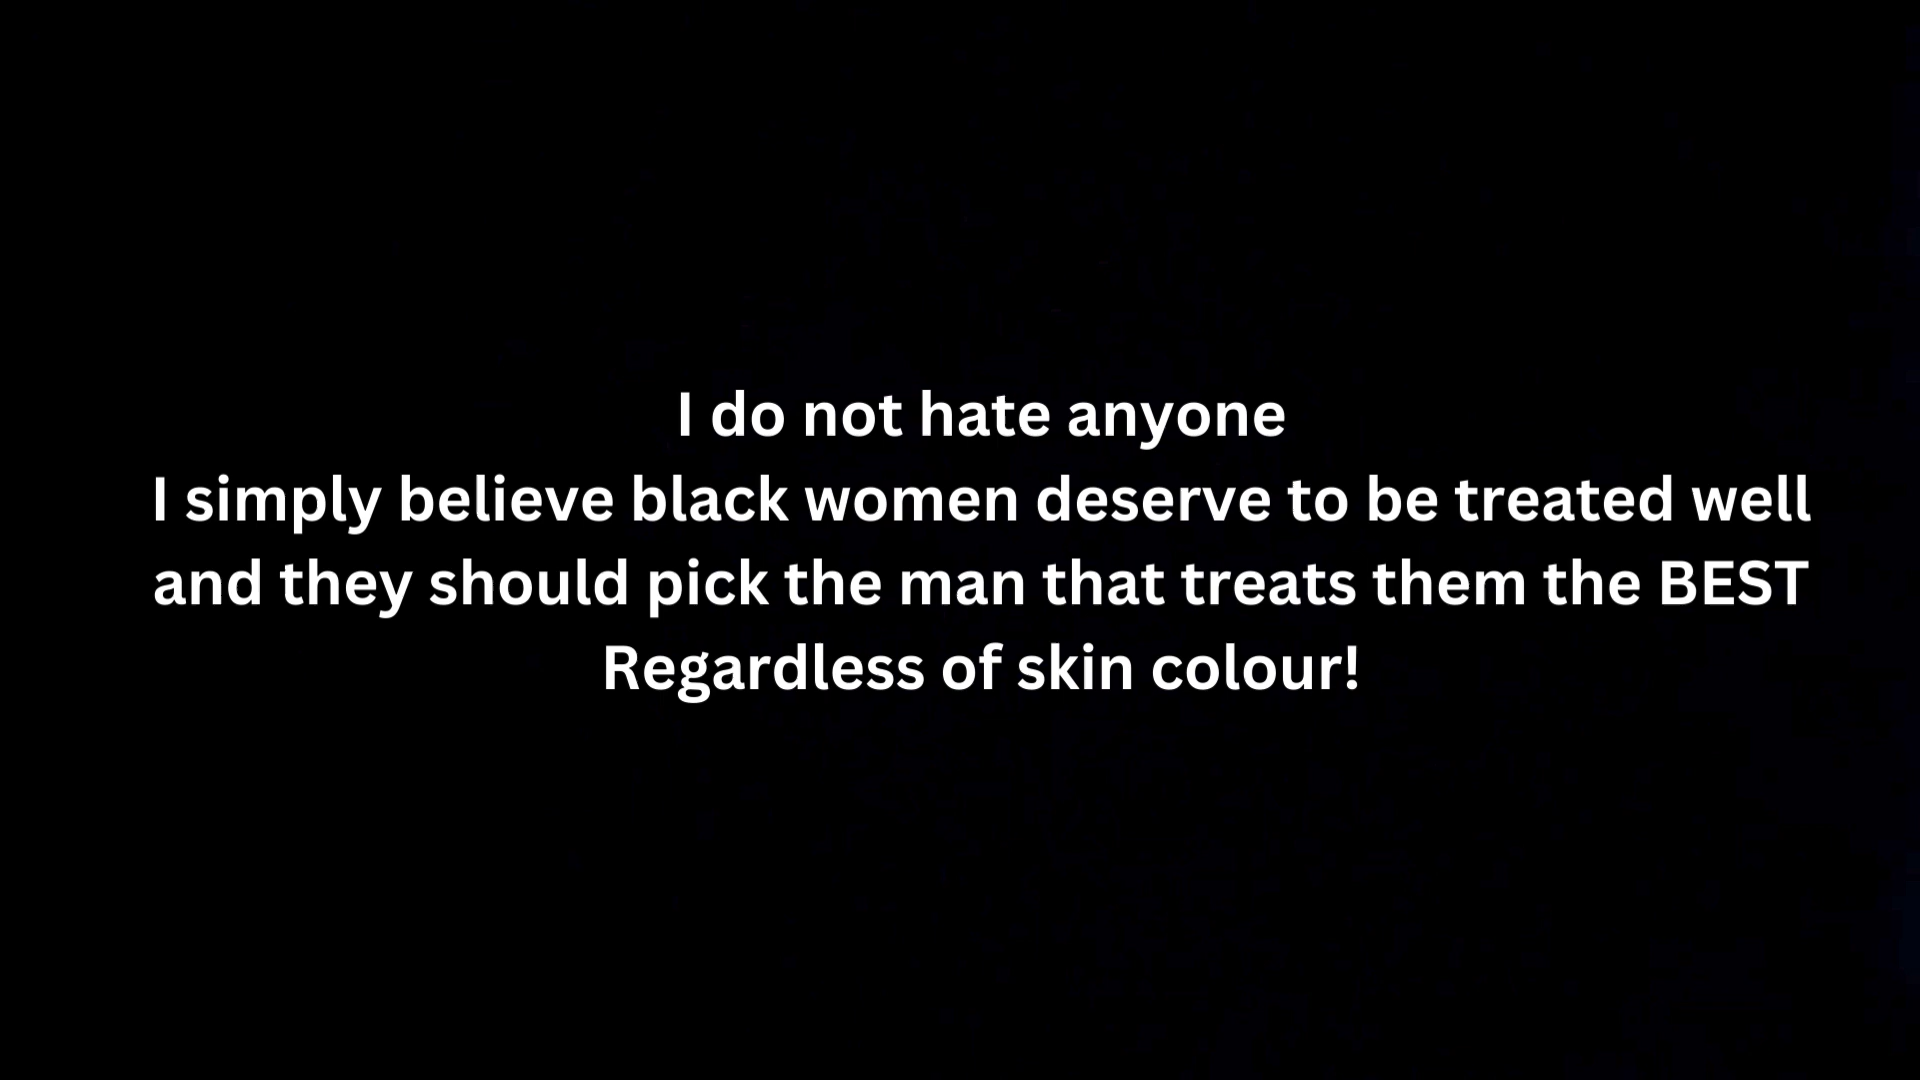 I do not hate anyone
I simply believe black women deserve to be treated well
and they should pick the man that treats them the BEST
Regardless of skin colour!